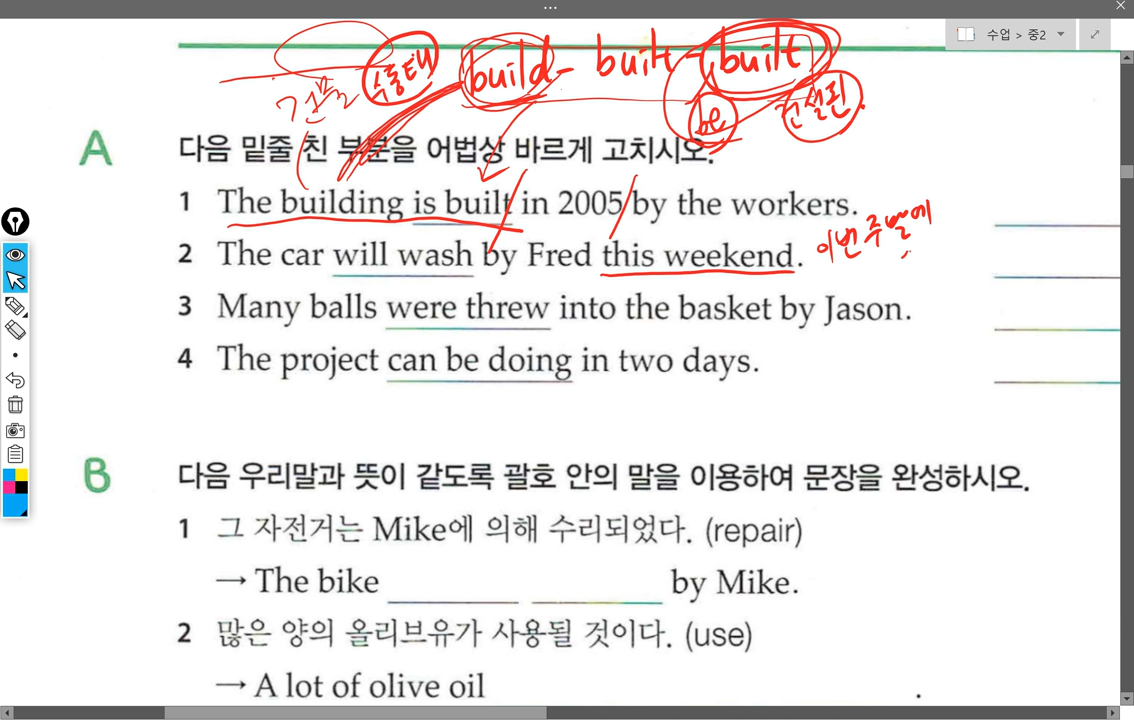 수업 > 중2
수동태 build - built - built
건물 be 건설된.
A 다음 밑줄 친 부분을 어법상 바르게 고치시오.
1 The building is built in 2005 by the workers.
2 The car will wash by Fred this weekend. 이번 주말에
3 Many balls were threw into the basket by Jason.
4 The project can be doing in two days.
B 다음 우리말과 뜻이 같도록 괄호 안의 말을 이용하여 문장을 완성하시오.
1 그 자전거는 Mike에 의해 수리되었다. (repair)
→ The bike by Mike.
2 많은 양의 올리브유가 사용될 것이다. (use)
→ A lot of olive oil .